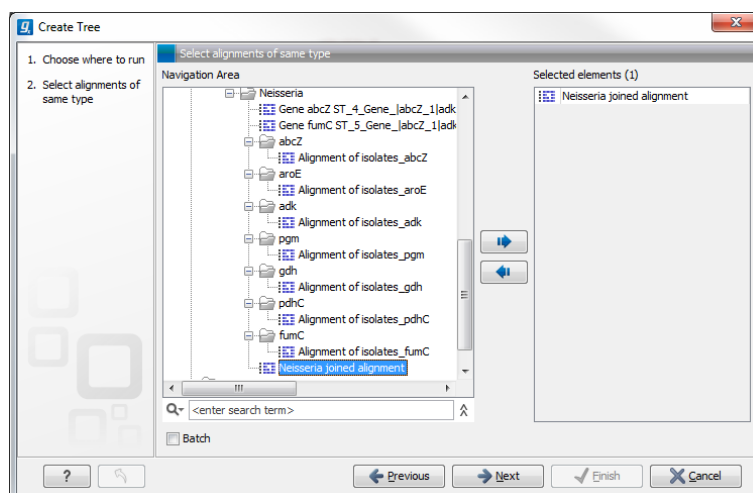 Create Tree
1. Choose where to run
2. Select alignments of same type
Select alignments of same type
Navigation Area
Neisseria
Gene abcZ ST_4_Gene_|abcZ_1|adk
Gene fumC ST_5_Gene_|abcZ_1|adk
abcZ
Alignment of isolates_abcZ
aroE
Alignment of isolates_aroE
adk
Alignment of isolates_adk
pgm
Alignment of isolates_pgm
gdh
Alignment of isolates_gdh
pdhC
Alignment of isolates_pdhC
fumC
Alignment of isolates_fumC
Neisseria joined alignment
<enter search term>
Batch
Selected elements (1)
Neisseria joined alignment
?
Previous
Next
Finish
Cancel